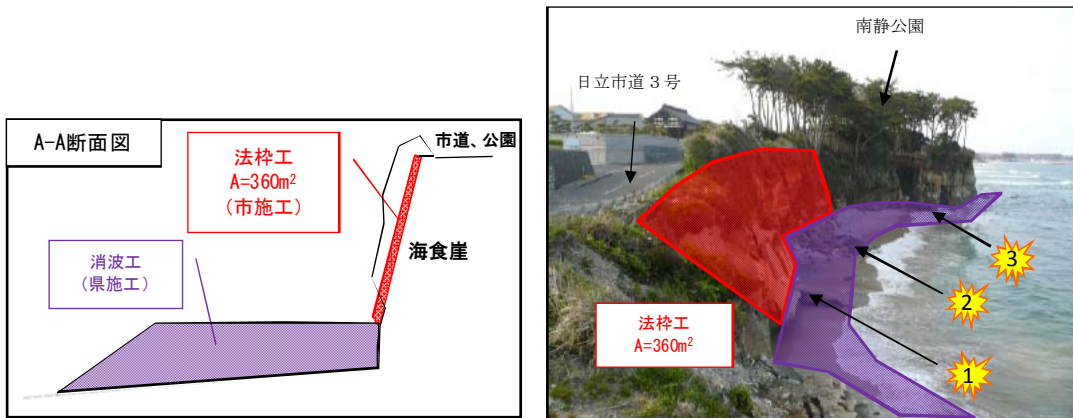 A-A断面図
法枠工
A=360m²
(市施工)
市道、公園
海食崖
消波工
(県施工)
南静公園
日立市道３号
法枠工
A=360m²
3
2
1